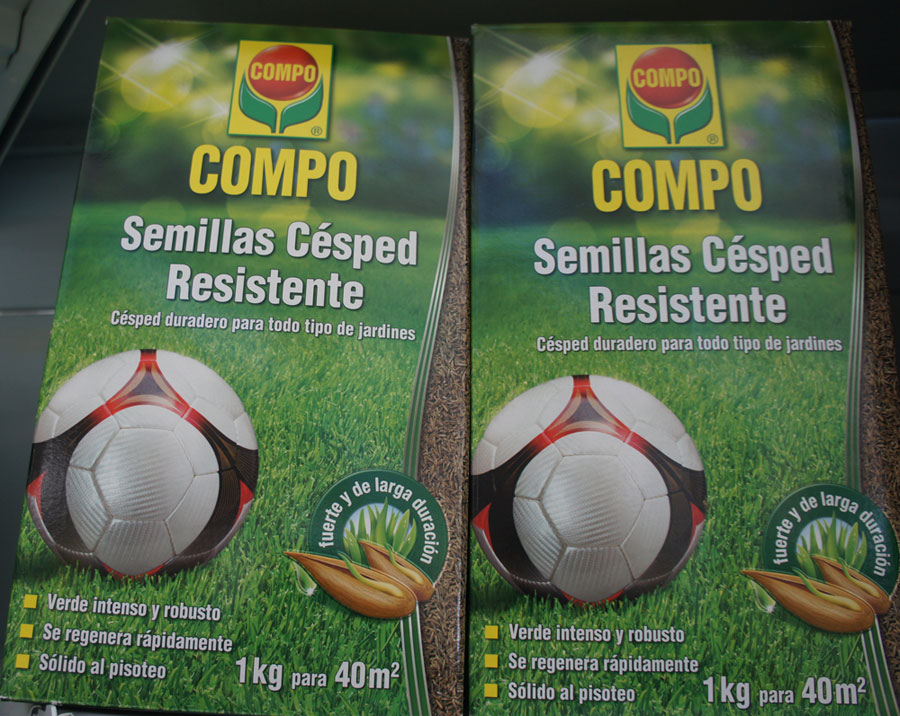 COMPO
®
COMPO
Semillas Césped
Resistente
Césped duradero para todo tipo de jardines
fuerte y de larga duración
Verde intenso y robusto
Se regenera rápidamente
Sólido al pisoteo
1kg para 40m²
COMPO
®
COMPO
Semillas Césped
Resistente
Césped duradero para todo tipo de jardines
fuerte y de larga duración
Verde intenso y robusto
Se regenera rápidamente
Sólido al pisoteo
1kg para 40m²